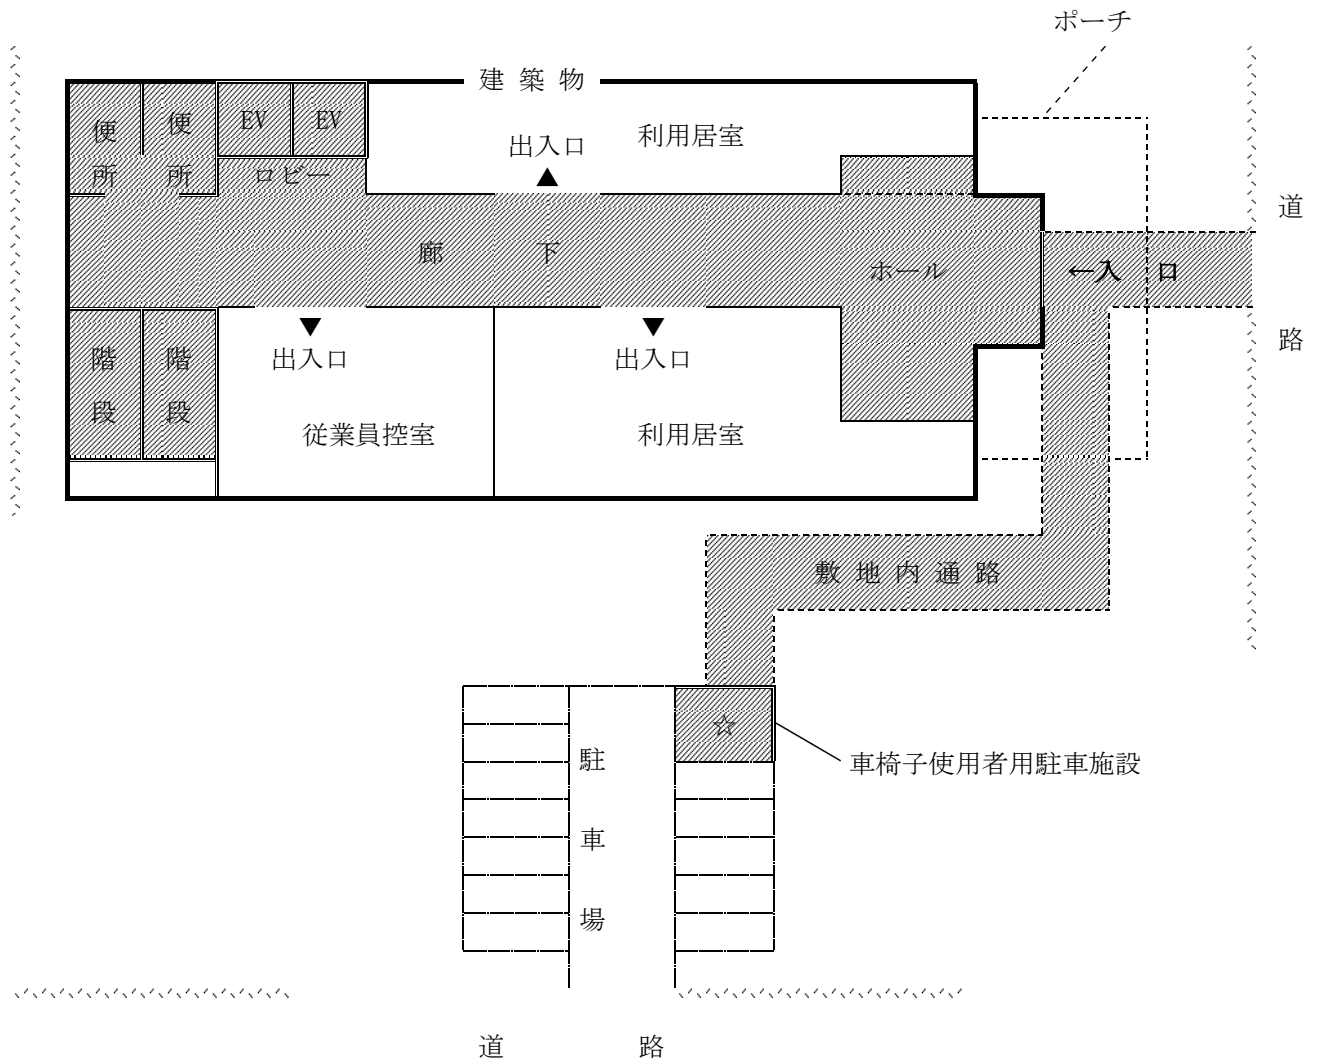 ポーチ
建築物
便所
便所
EV
EV
ロビー
出入口
利用居室
廊下
ホール
←入口
道路
階段
階段
出入口
従業員控室
出入口
利用居室
敷地内通路
☆
車椅子使用者用駐車施設
駐車場
道路